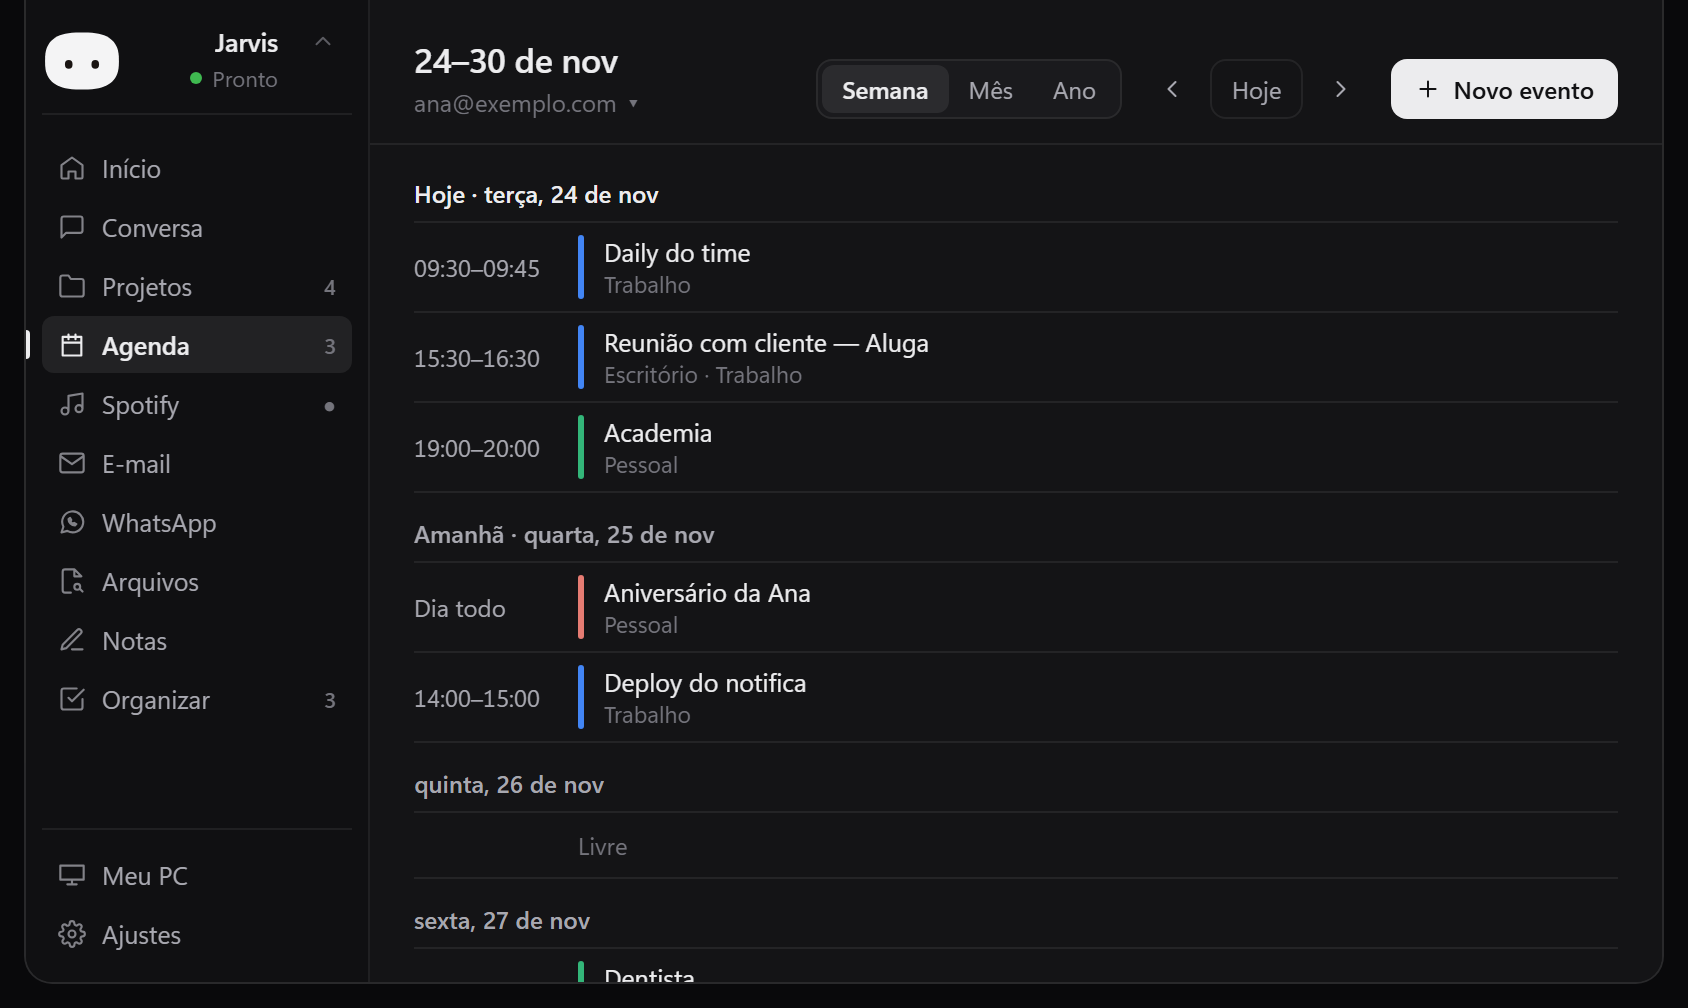 Jarvis
Pronto
Início
Conversa
Projetos 4
Agenda 3
Spotify
E-mail
WhatsApp
Arquivos
Notas
Organizar 3
Meu PC
Ajustes
24–30 de nov
ana@exemplo.com ▾
Semana Mês Ano
Hoje
+ Novo evento
Hoje · terça, 24 de nov
09:30–09:45
Daily do time
Trabalho
15:30–16:30
Reunião com cliente — Aluga
Escritório · Trabalho
19:00–20:00
Academia
Pessoal
Amanhã · quarta, 25 de nov
Dia todo
Aniversário da Ana
Pessoal
14:00–15:00
Deploy do notifica
Trabalho
quinta, 26 de nov
Livre
sexta, 27 de nov
Dentista